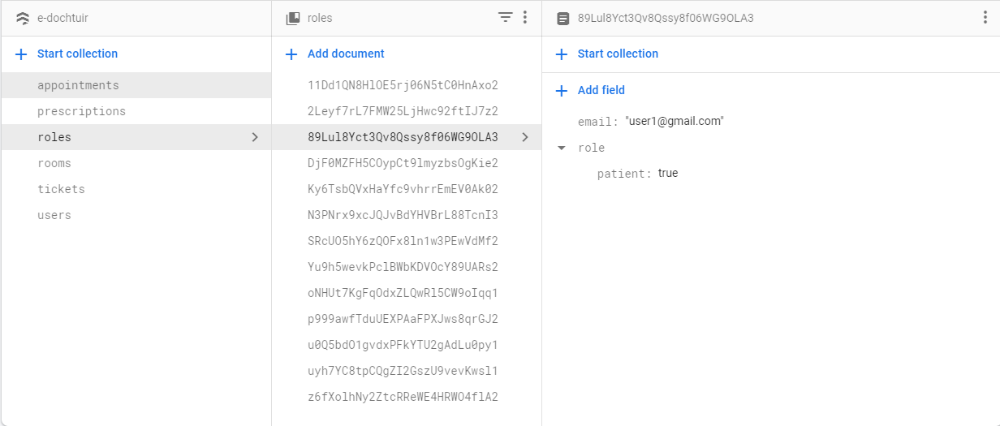 e-dochtuir
roles
89Lul8Yct3Qv8Qssy8f06WG9OLA3
Start collection
Add document
Start collection
appointments
prescriptions
roles
rooms
tickets
users
11Dd1QN8HlOE5rj06N5tC0HnAxo2
2Leyf7rL7FMW25LjHwc92ftIJ7z2
89Lul8Yct3Qv8Qssy8f06WG9OLA3
DjF0MZFH5COypCt9lmyzbsOgKie2
Ky6TsbQVxHaYfc9vhrrEmEV0Ak02
N3PNrx9xcJQJvBdYHVBrL88TcnI3
SRcUO5hY6zQOFx8ln1w3PEwVdMf2
Yu9h5wevkPclBWbKDVOcY89UARs2
oNHUt7KgFqOdxZLQwRl5CW9oIqq1
p999awfTduUEXPAaFPXJws8qrGJ2
u0Q5bdO1gvdxPFkYTU2gAdLu0py1
uyh7YC8tpCQgZI2GszU9vevKwsl1
z6fXolhNy2ZtcRReWE4HRWO4flA2
Add field
email: "user1@gmail.com"
role
patient: true